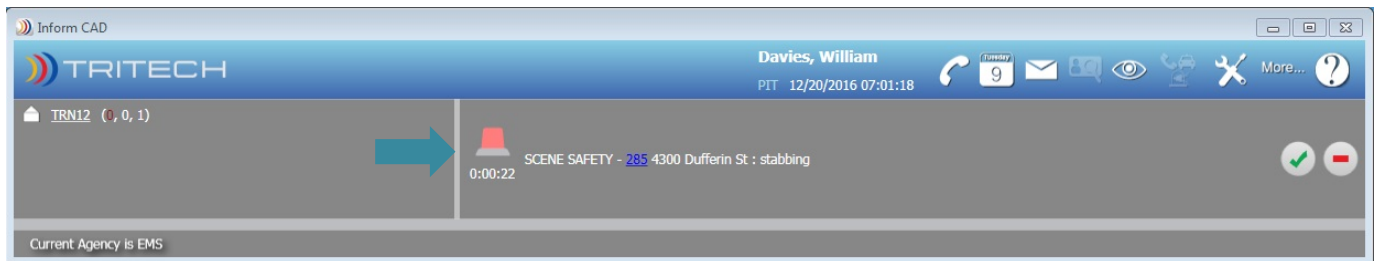 Inform CAD
TRITECH
Davies, William
PIT 12/20/2016 07:01:18
Tuesday
9
More...
?
TRN12 (0, 0, 1)
SCENE SAFETY - 285 4300 Dufferin St : stabbing
0:00:22
Current Agency is EMS